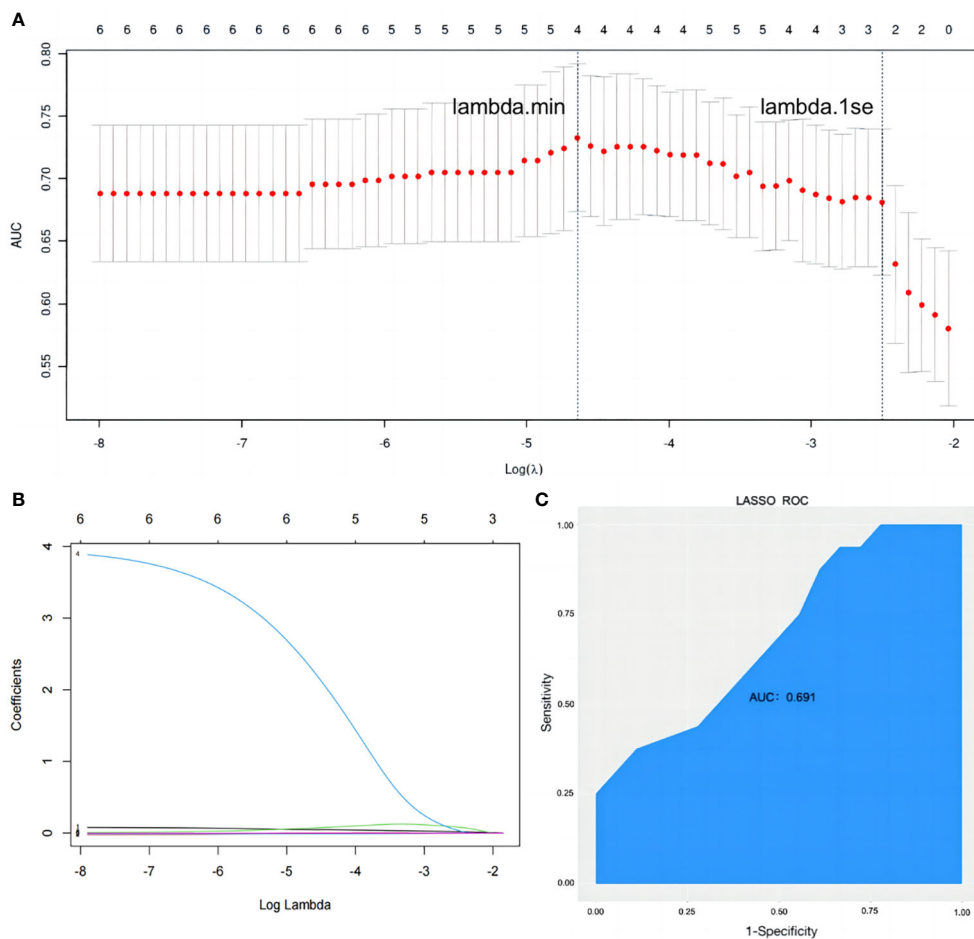 A
6 6 6 6 6 6 6 6 6 6 6 5 5 5 5 5 5 5 4 4 4 4 4 5 5 5 4 4 3 3 2 2 0
0.80
0.75
0.70
0.65
0.60
0.55
AUC
lambda.min
lambda.1se
-8 -7 -6 -5 -4 -3 -2
Log(λ)
B
6 6 6 6 5 5 3
4
3
2
1
0
Coefficients
4
-8 -7 -6 -5 -4 -3 -2
Log Lambda
C
LASSO ROC
1.00
0.75
0.50
0.25
0.00
Sensitivity
AUC: 0.691
0.00 0.25 0.50 0.75 1.00
1-Specificity